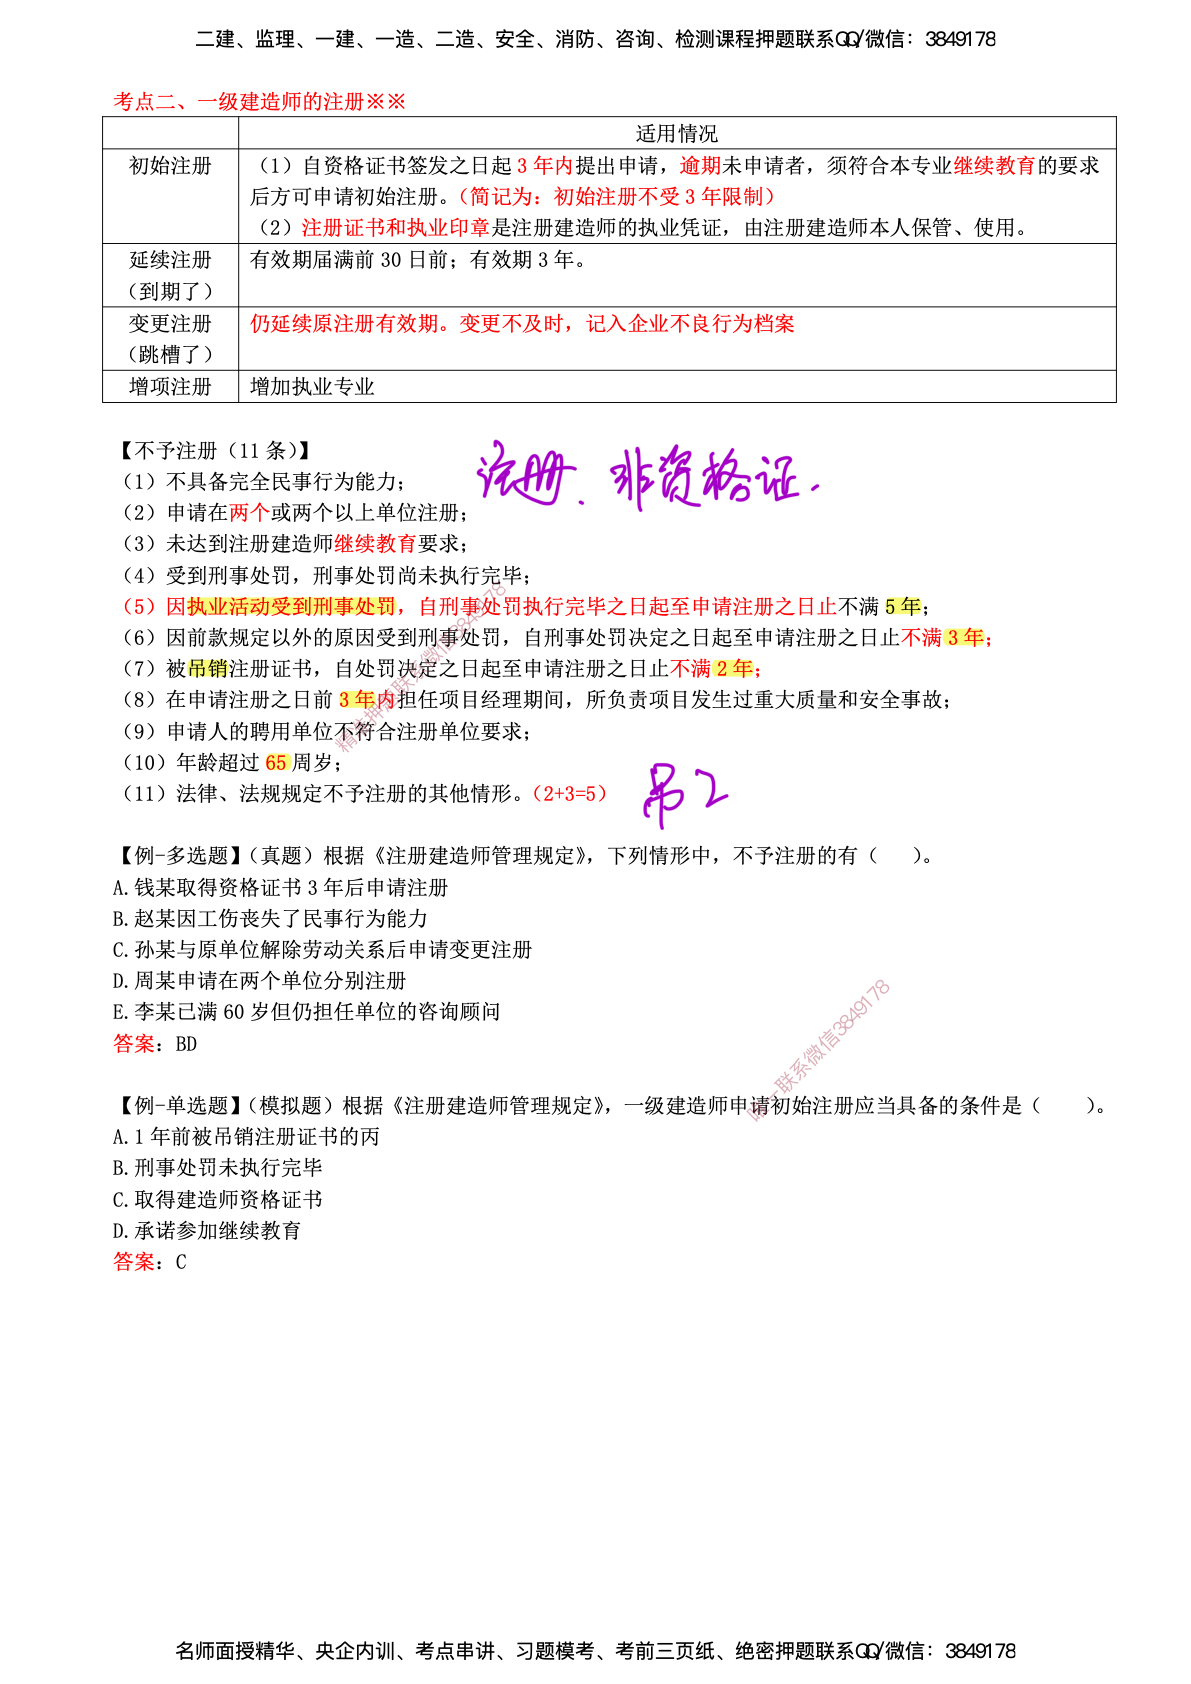 二建、监理、一建、一造、二造、安全、消防、咨询、检测课程押题联系QQ/微信：3849178
考点二、一级建造师的注册※※
适用情况
初始注册
（1）自资格证书签发之日起 3 年内提出申请，逾期未申请者，须符合本专业继续教育的要求
后方可申请初始注册。（简记为：初始注册不受 3 年限制）
（2）注册证书和执业印章是注册建造师的执业凭证，由注册建造师本人保管、使用。
延续注册
（到期了）
有效期届满前 30 日前；有效期 3 年。
变更注册
（跳槽了）
仍延续原注册有效期。变更不及时，记入企业不良行为档案
增项注册
增加执业专业
【不予注册（11 条）】
注册、非资格证.
（1）不具备完全民事行为能力；
（2）申请在两个或两个以上单位注册；
（3）未达到注册建造师继续教育要求；
（4）受到刑事处罚，刑事处罚尚未执行完毕；
（5）因执业活动受到刑事处罚，自刑事处罚执行完毕之日起至申请注册之日止不满 5 年；
（6）因前款规定以外的原因受到刑事处罚，自刑事处罚决定之日起至申请注册之日止不满 3 年；
（7）被吊销注册证书，自处罚决定之日起至申请注册之日止不满 2 年；
（8）在申请注册之日前 3 年内担任项目经理期间，所负责项目发生过重大质量和安全事故；
（9）申请人的聘用单位不符合注册单位要求；
（10）年龄超过 65 周岁；
（11）法律、法规规定不予注册的其他情形。（2+3=5）
吊2
精准押题联系微信3849178
【例-多选题】（真题）根据《注册建造师管理规定》，下列情形中，不予注册的有（　　）。
A.钱某取得资格证书 3 年后申请注册
B.赵某因工伤丧失了民事行为能力
C.孙某与原单位解除劳动关系后申请变更注册
D.周某申请在两个单位分别注册
E.李某已满 60 岁但仍担任单位的咨询顾问
答案：BD
唯一联系微信3849178
【例-单选题】（模拟题）根据《注册建造师管理规定》，一级建造师申请初始注册应当具备的条件是（　　）。
A.1 年前被吊销注册证书的丙
B.刑事处罚未执行完毕
C.取得建造师资格证书
D.承诺参加继续教育
答案：C
名师面授精华、央企内训、考点串讲、习题模考、考前三页纸、绝密押题联系QQ/微信：3849178